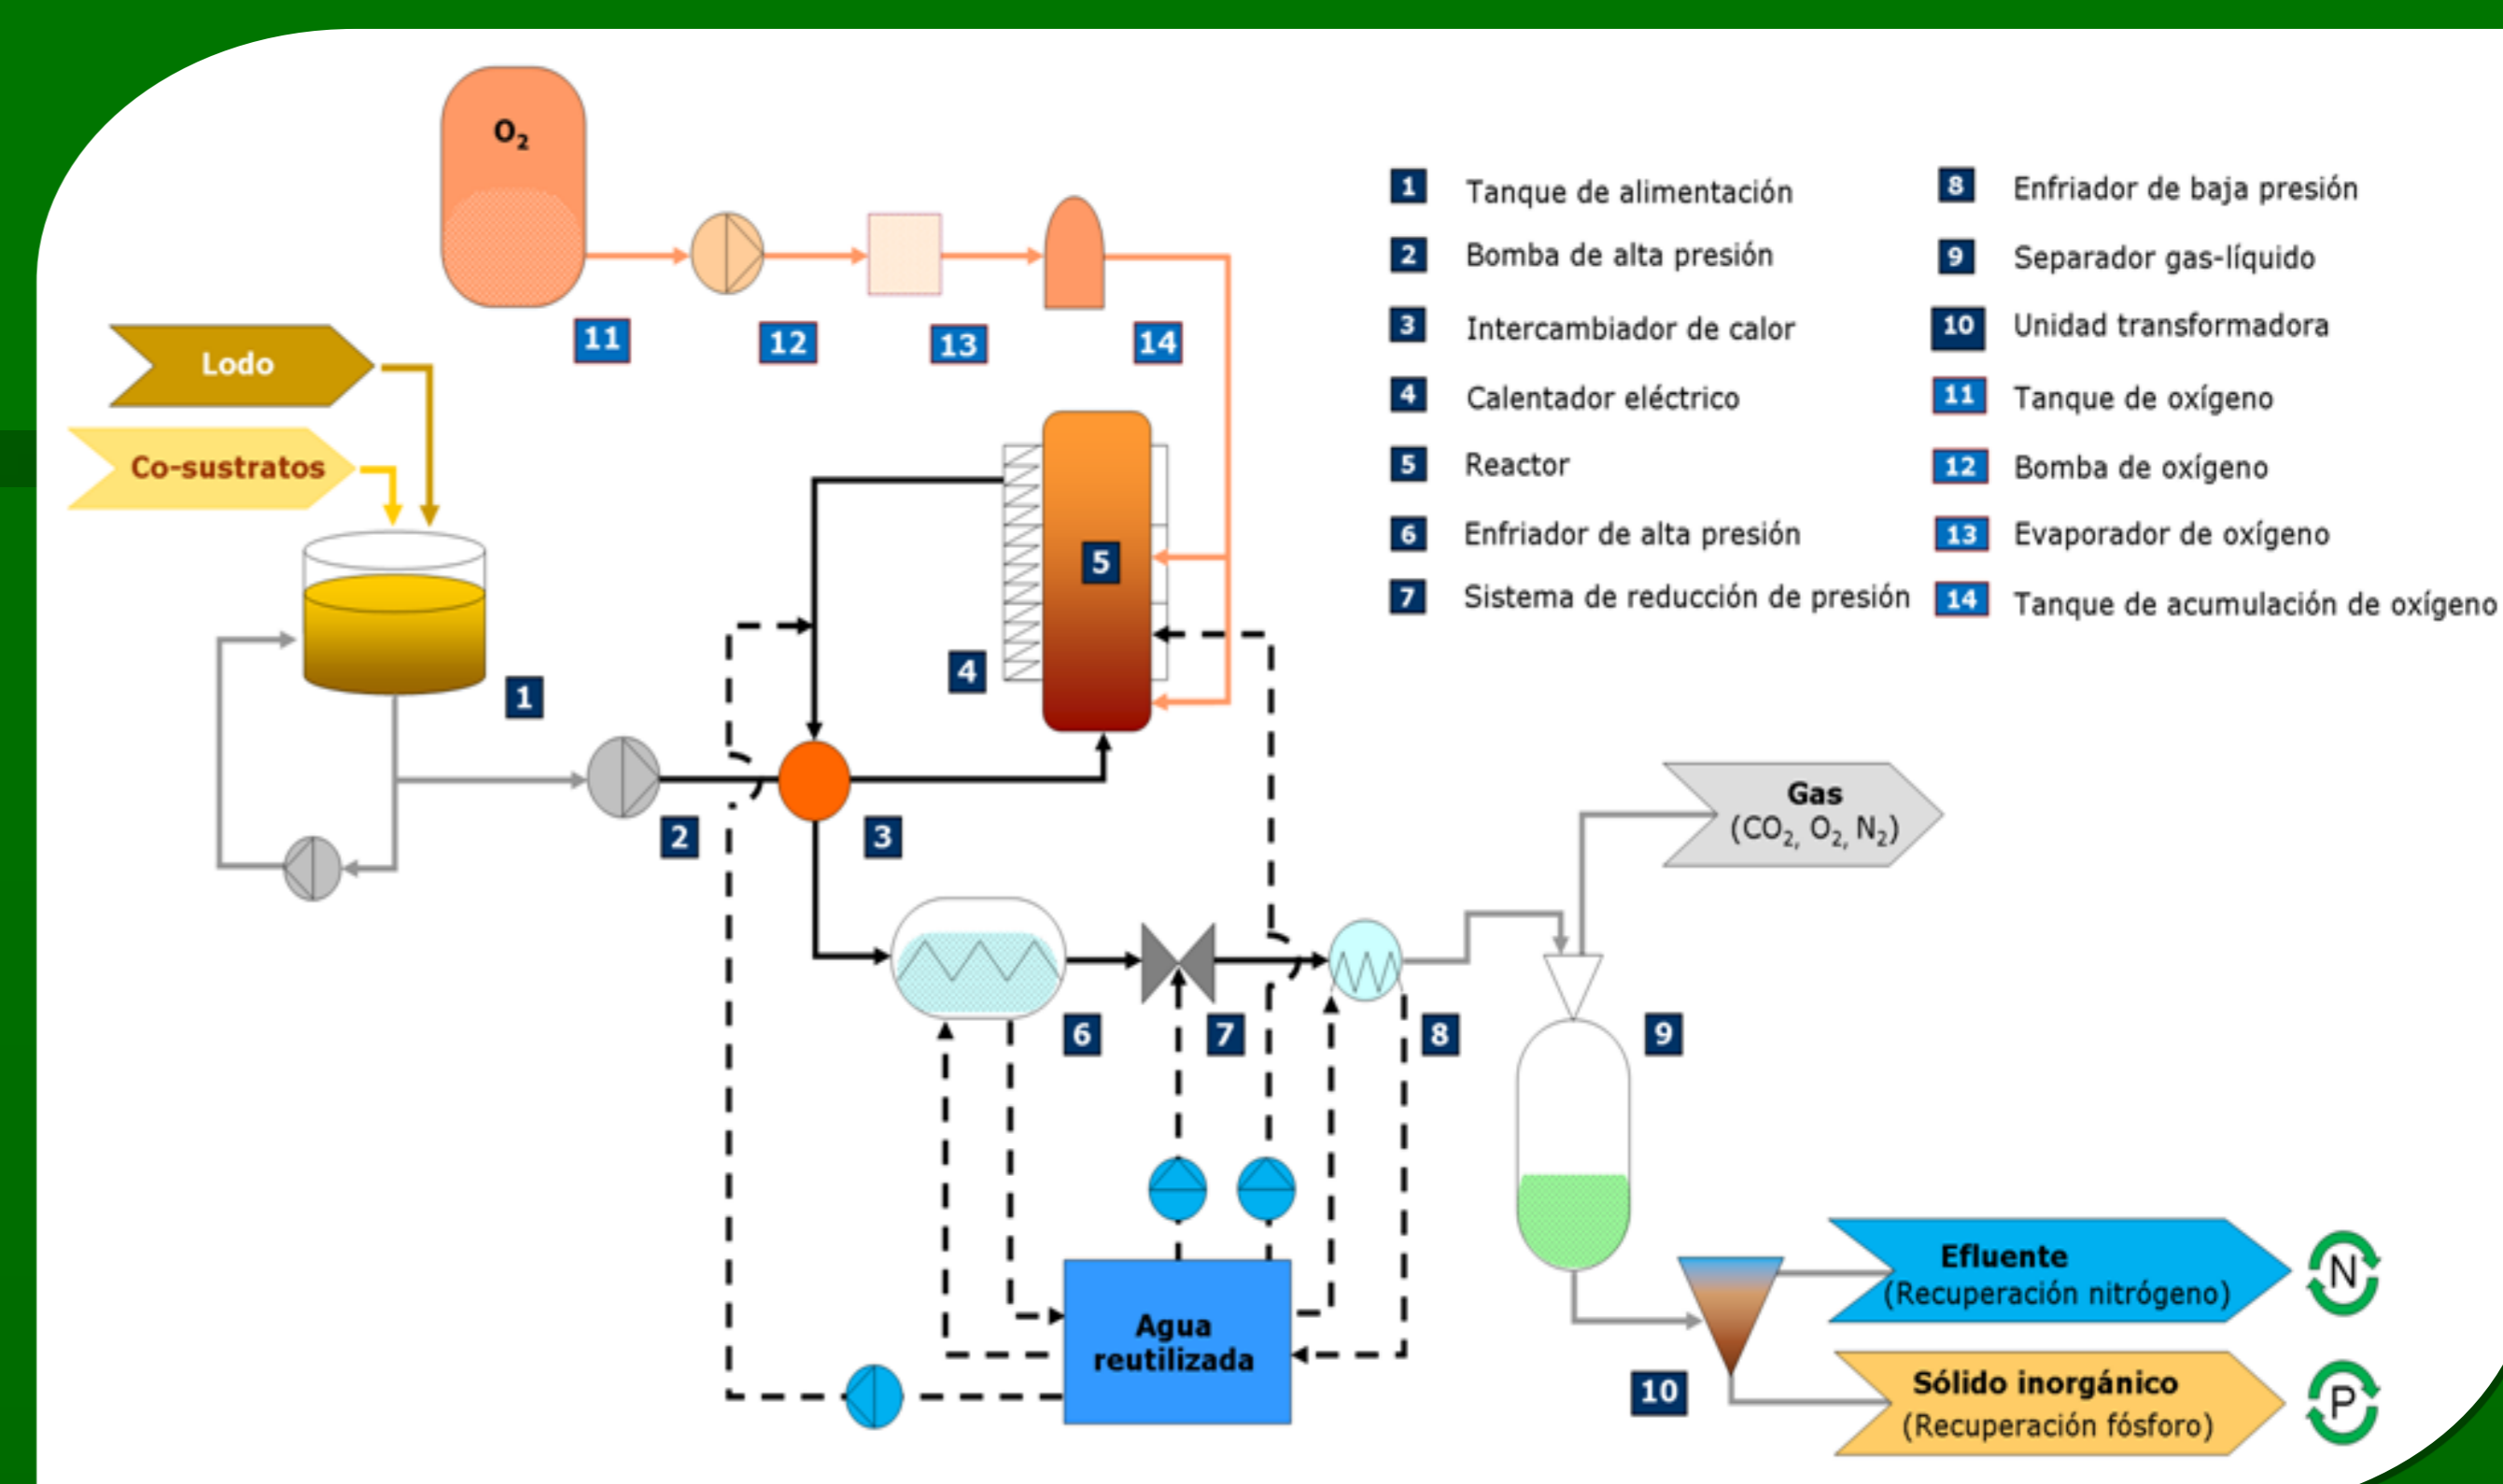 O2
11
12
13
14
Lodo
Co-sustratos
1
2
3
4
5
6
7
8
9
10
Agua
reutilizada
Gas
(CO2, O2, N2)
Efluente
(Recuperación nitrógeno)
N
Sólido inorgánico
(Recuperación fósforo)
P
1 Tanque de alimentación
2 Bomba de alta presión
3 Intercambiador de calor
4 Calentador eléctrico
5 Reactor
6 Enfriador de alta presión
7 Sistema de reducción de presión
8 Enfriador de baja presión
9 Separador gas-líquido
10 Unidad transformadora
11 Tanque de oxígeno
12 Bomba de oxígeno
13 Evaporador de oxígeno
14 Tanque de acumulación de oxígeno